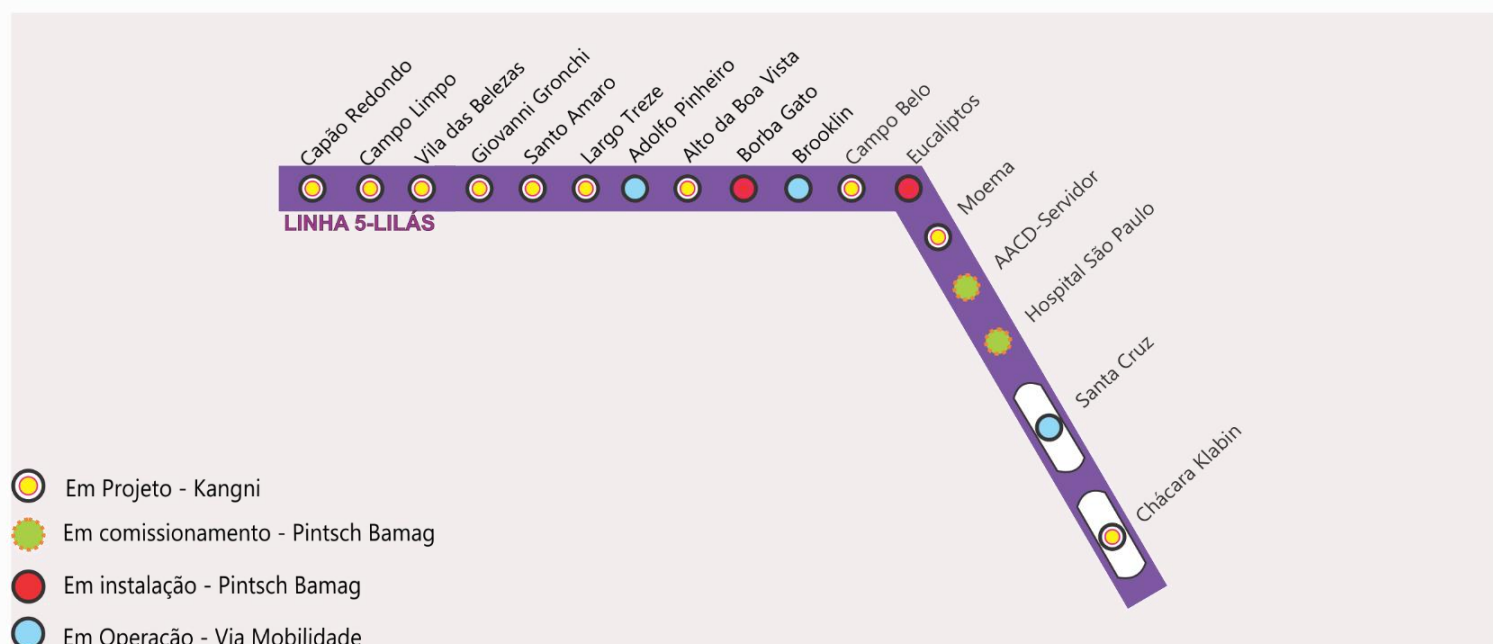 Capão Redondo
Campo Limpo
Vila das Belezas
Giovanni Gronchi
Santo Amaro
Largo Treze
Adolfo Pinheiro
Alto da Boa Vista
Borba Gato
Brooklin
Campo Belo
Eucaliptos
Moema
AACD-Servidor
Hospital São Paulo
Santa Cruz
Chácara Klabin
LINHA 5-LILÁS
Em Projeto - Kangni
Em comissionamento - Pintsch Bamag
Em instalação - Pintsch Bamag
Em Operação - Via Mobilidade